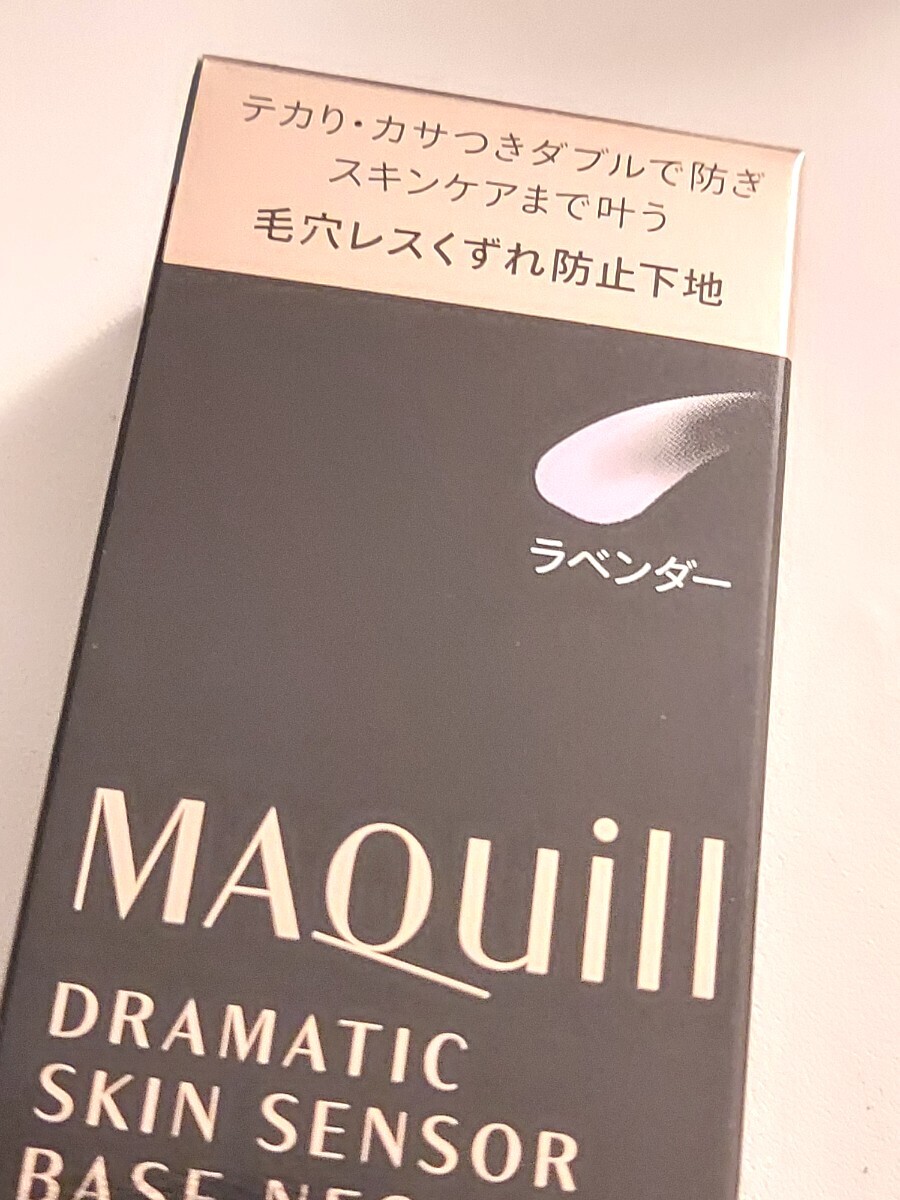 テカり・カサつきダブルで防ぎ
スキンケアまで叶う
毛穴レスくずれ防止下地
ラベンダー
MAQuill
DRAMATIC
SKIN SENSOR
BASE